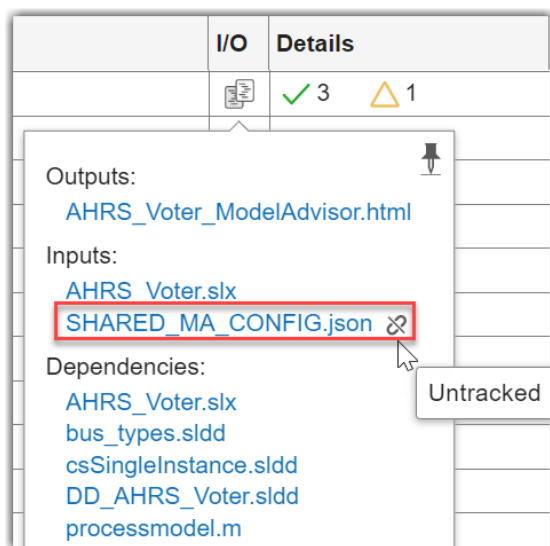 I/O Details
3 1
Outputs:
AHRS_Voter_ModelAdvisor.html
Inputs:
AHRS_Voter.slx
SHARED_MA_CONFIG.json
Untracked
Dependencies:
AHRS_Voter.slx
bus_types.sldd
csSingleInstance.sldd
DD_AHRS_Voter.sldd
processmodel.m